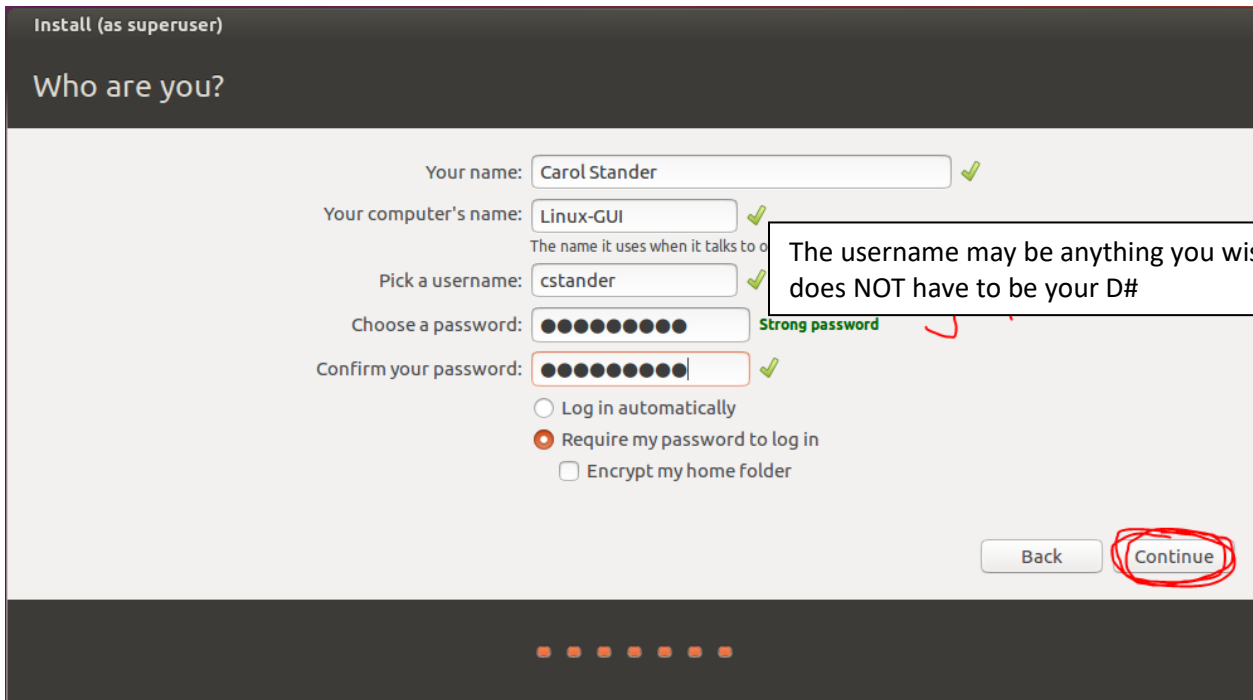 Install (as superuser)
Who are you?
Your name: Carol Stander
Your computer's name: Linux-GUI
The name it uses when it talks to
Pick a username: cstander
The username may be anything you
does NOT have to be your D#
Choose a password: ●●●●●●●●● Strong password
Confirm your password: ●●●●●●●●●
Log in automatically
Require my password to log in
Encrypt my home folder
Back Continue